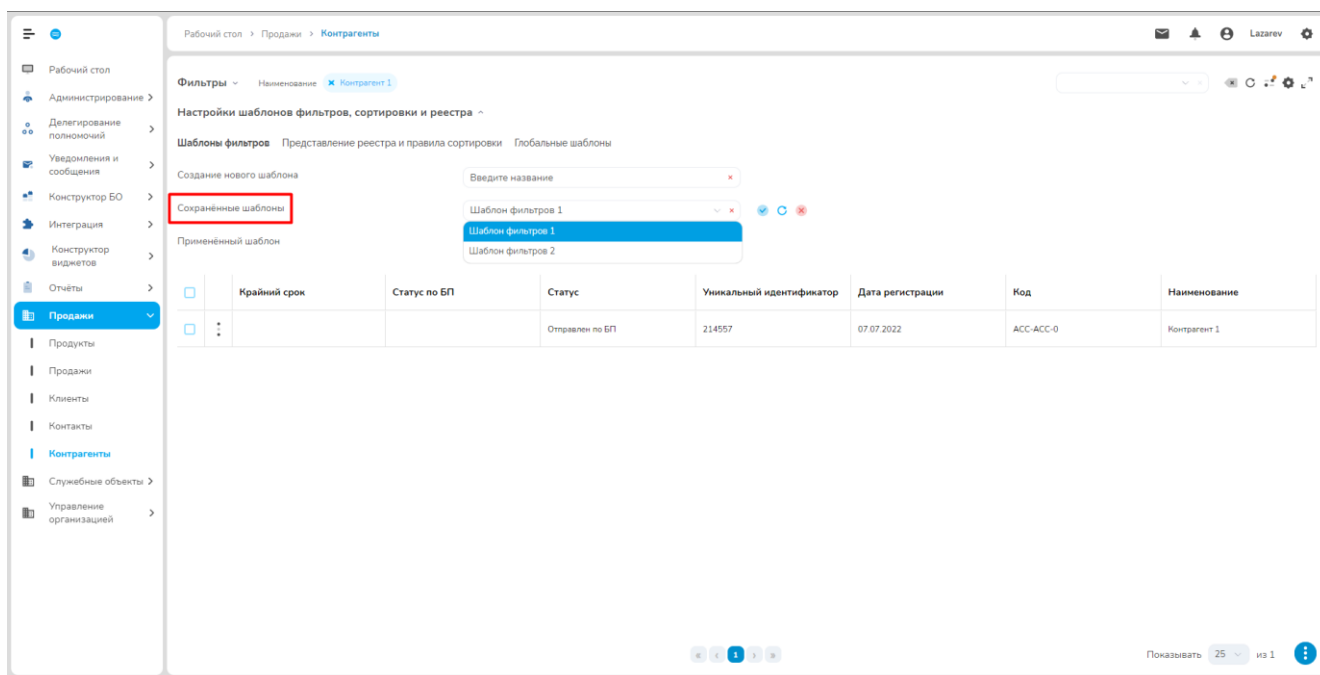 Рабочий стол > Продажи > Контрагенты
Lazarev
Рабочий стол
Администрирование
Делегирование
полномочий
Уведомления и
сообщения
Конструктор БО
Интеграция
Конструктор
виджетов
Отчёты
Продажи
Продукты
Продажи
Клиенты
Контакты
Контрагенты
Служебные объекты
Управление
организацией
Фильтры Наименование Контрагент 1
Настройки шаблонов фильтров, сортировки и реестра
Шаблоны фильтров Представление реестра и правила сортировки Глобальные шаблоны
Создание нового шаблона Введите название
Сохранённые шаблоны Шаблон фильтров 1
Шаблон фильтров 1
Шаблон фильтров 2
Применённый шаблон
Крайний срок Статус по БП Статус Уникальный идентификатор Дата регистрации Код Наименование
Отправлен по БП 214557 07.07.2022 ACC-ACC-0 Контрагент 1
« ‹ 1 › »
Показывать 25 из 1